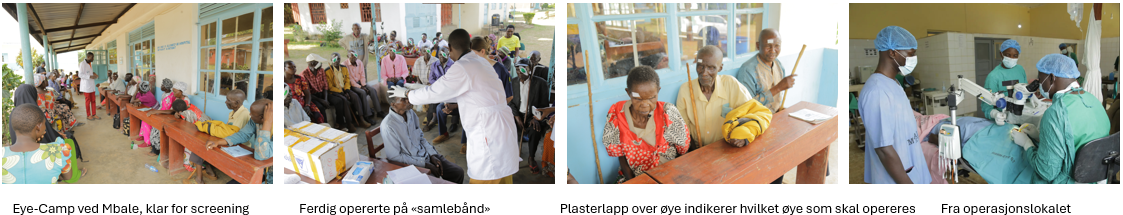 Eye-Camp ved Mbale, klar for screening
Ferdig opererte på «samlebånd»
Plasterlapp over øye indikerer hvilket øye som skal opereres
Fra operasjonslokalet